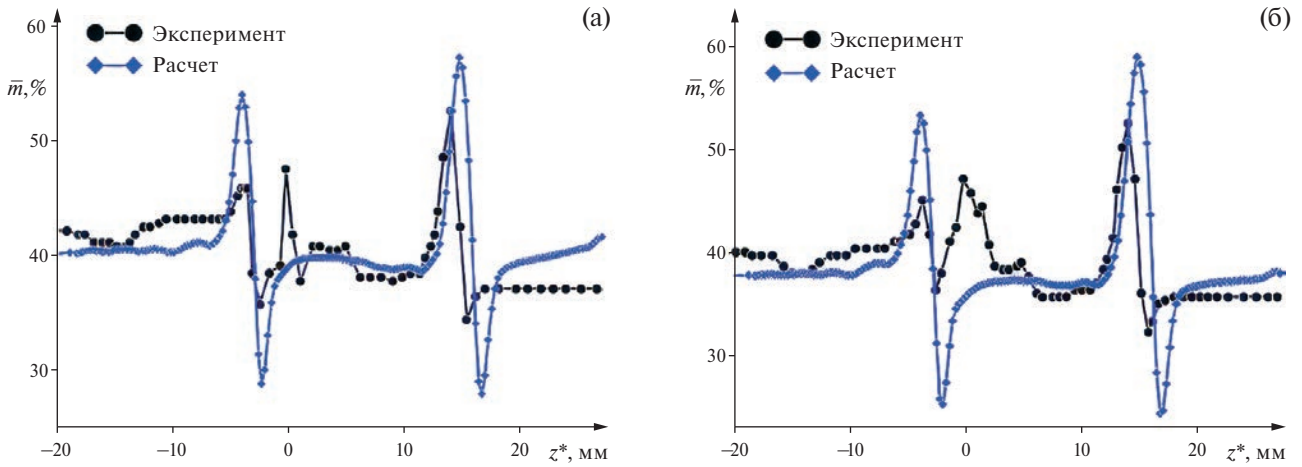 (а)
60
Эксперимент
Расчет
m̅, %
50
40
30
−20
−10
0
10
20
z*, мм
(б)
60
Эксперимент
Расчет
m̅, %
50
40
30
−20
−10
0
10
20
z*, мм